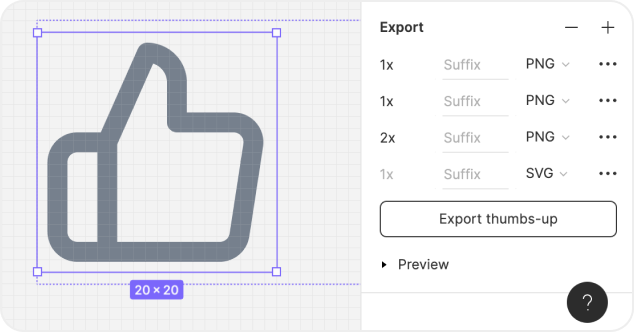 Export
1x Suffix PNG
1x Suffix PNG
2x Suffix PNG
1x Suffix SVG
Export thumbs-up
Preview
20 × 20
?